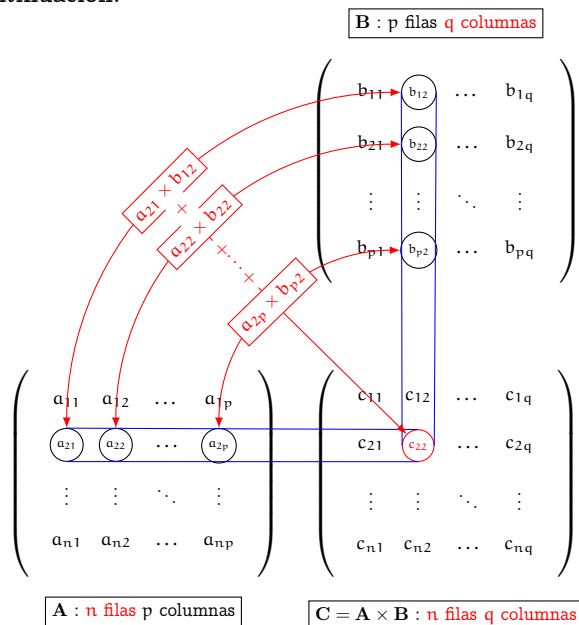 B : p filas q columnas
b11 b12 … b1q
b21 b22 … b2q
⋮ ⋮ ⋱ ⋮
bp1 bp2 … bpq
a21 × b12
+
a22 × b22
+ ⋯ +
a2p × bp2
a11 a12 … a1p
a21 a22 … a2p
⋮ ⋮ ⋱ ⋮
an1 an2 … anp
c11 c12 … c1q
c21 c22 … c2q
⋮ ⋮ ⋱ ⋮
cn1 cn2 … cnq
A : n filas p columnas
C = A × B : n filas q columnas